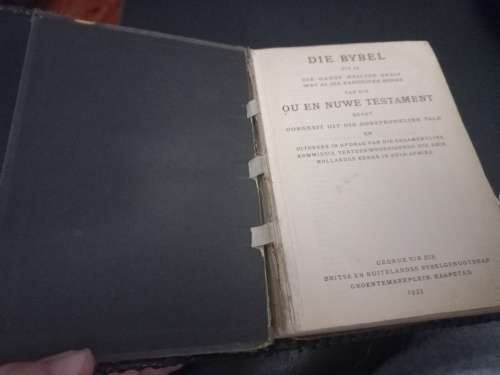 DIE BYBEL
DIT IS
DIE GANSE HEILIGE SKRIF
WAT AL DIE KANONIEKE BOEKE
VAN DIE
OU EN NUWE TESTAMENT
BEVAT
OORGESIT UIT DIE OORSPRONKLIKE TALE
EN
UITGEGEE IN OPDRAG VAN DIE GESAMENTLIKE
KOMMISSIE, VERTEENWOORDIGENDE DIE DRIE
HOLLANDSE KERKE IN SUID-AFRIKA
GEDRUK VIR DIE
BRITSE EN BUITELANDSE BYBELGENOOTSKAP
GROENTEMARKPLEIN, KAAPSTAD
1933